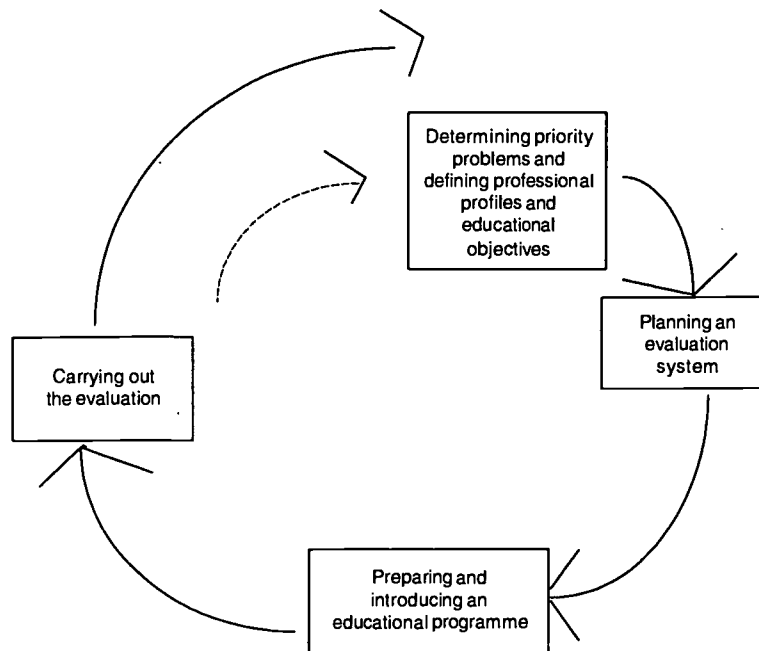 Determining priority
problems and
defining professional
profiles and
educational
objectives
Planning an
evaluation
system
Carrying out
the evaluation
Preparing and
introducing an
educational programme